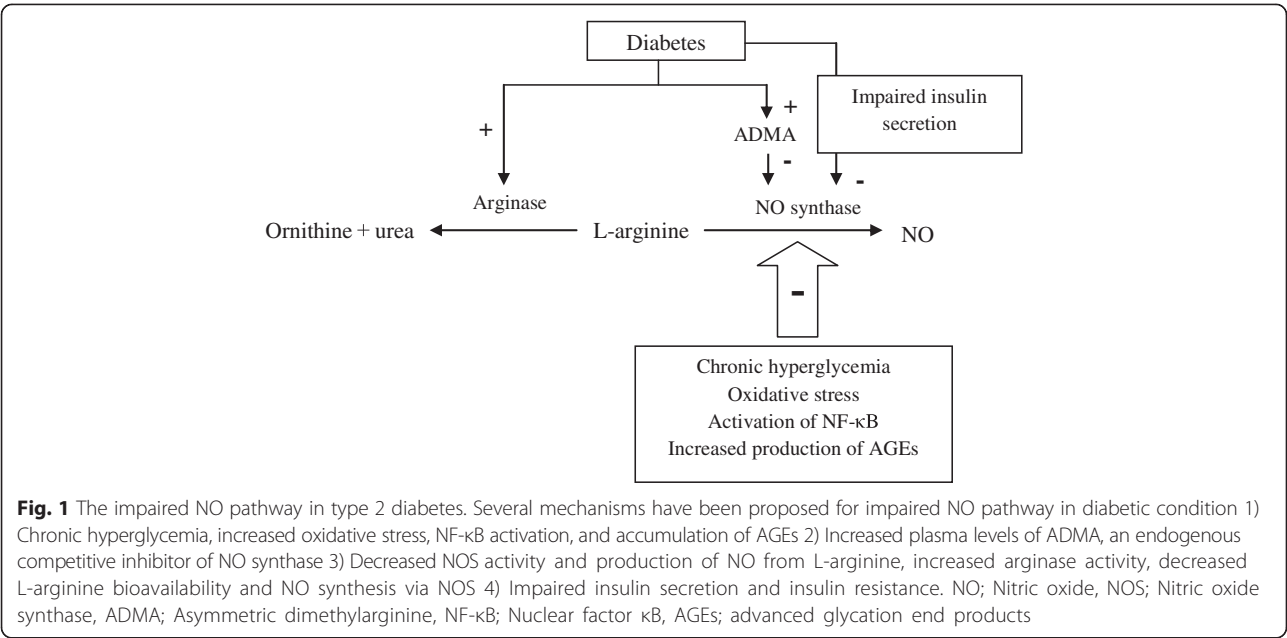 Diabetes
Impaired insulin
secretion
+
+
ADMA
-
-
Arginase
NO synthase
Ornithine + urea
L-arginine
NO
-
Chronic hyperglycemia
Oxidative stress
Activation of NF-κB
Increased production of AGEs
Fig. 1 The impaired NO pathway in type 2 diabetes. Several mechanisms have been proposed for impaired NO pathway in diabetic condition 1)
Chronic hyperglycemia, increased oxidative stress, NF-κB activation, and accumulation of AGEs 2) Increased plasma levels of ADMA, an endogenous
competitive inhibitor of NO synthase 3) Decreased NOS activity and production of NO from L-arginine, increased arginase activity, decreased
L-arginine bioavailability and NO synthesis via NOS 4) Impaired insulin secretion and insulin resistance. NO; Nitric oxide, NOS; Nitric oxide
synthase, ADMA; Asymmetric dimethylarginine, NF-κB; Nuclear factor κB, AGEs; advanced glycation end products